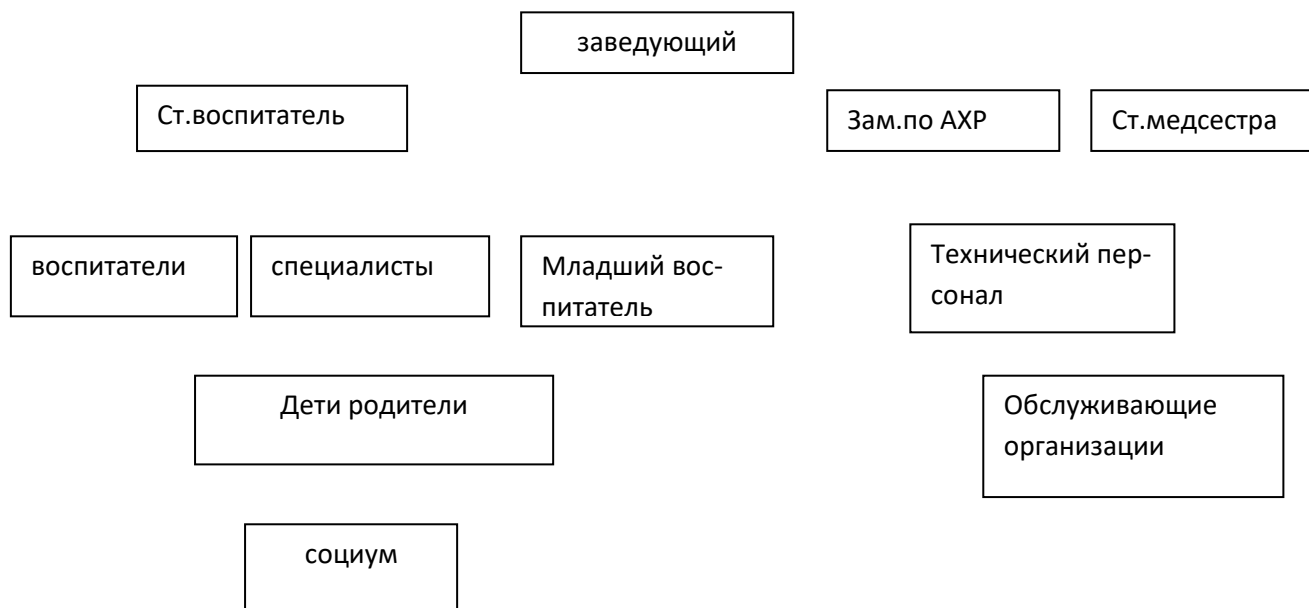 заведующий
Ст.воспитатель
Зам.по АХР
Ст.медсестра
воспитатели
специалисты
Младший вос-
питатель
Технический пер-
сонал
Дети родители
Обслуживающие
организации
социум